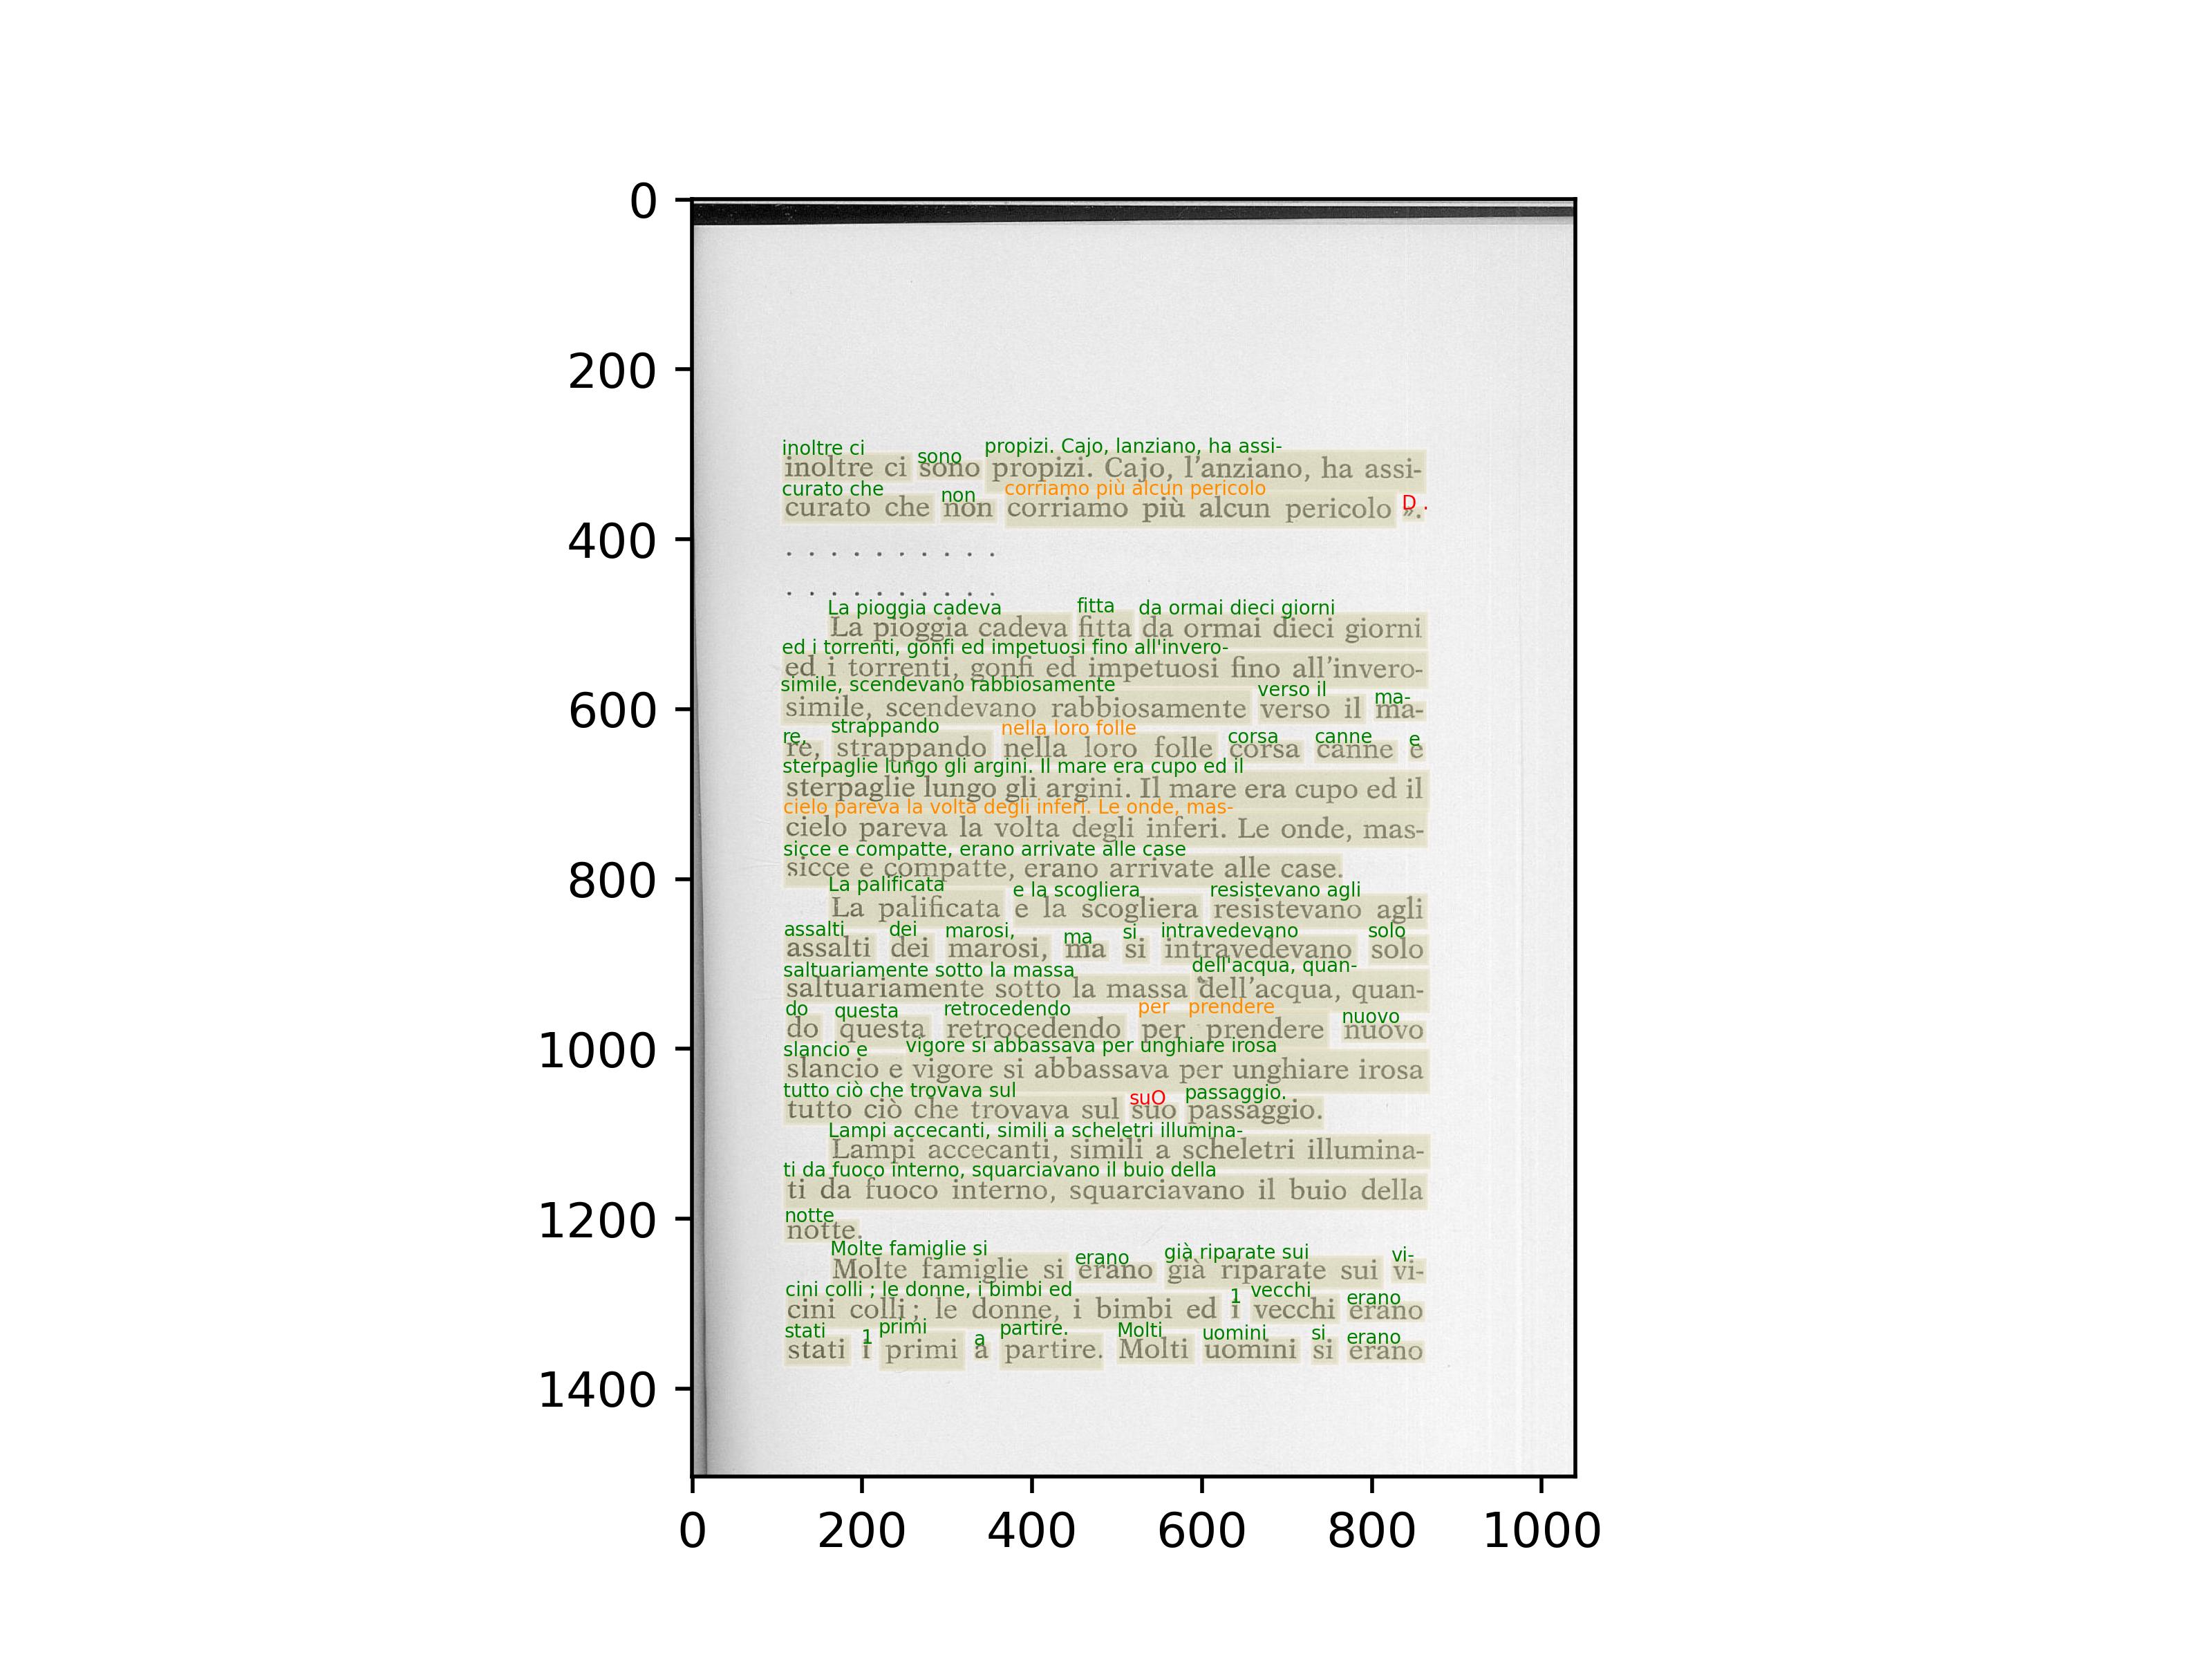 inoltre ci sono propizi. Cajo, l'anziano, ha assi-
curato che non corriamo più alcun pericolo ».
. . . . . . . . . .
. . . . . . . . . .
La pioggia cadeva fitta da ormai dieci giorni
ed i torrenti, gonfi ed impetuosi fino all'invero-
simile, scendevano rabbiosamente verso il ma-
re, strappando nella loro folle corsa canne e
sterpaglie lungo gli argini. Il mare era cupo ed il
cielo pareva la volta degli inferi. Le onde, mas-
sicce e compatte, erano arrivate alle case.
La palificata e la scogliera resistevano agli
assalti dei marosi, ma si intravedevano solo
saltuariamente sotto la massa dell'acqua, quan-
do questa retrocedendo per prendere nuovo
slancio e vigore si abbassava per unghiare irosa
tutto ciò che trovava sul suo passaggio.
Lampi accecanti, simili a scheletri illumina-
ti da fuoco interno, squarciavano il buio della
notte.
Molte famiglie si erano già riparate sui vi-
cini colli; le donne, i bimbi ed i vecchi erano
stati i primi a partire. Molti uomini si erano